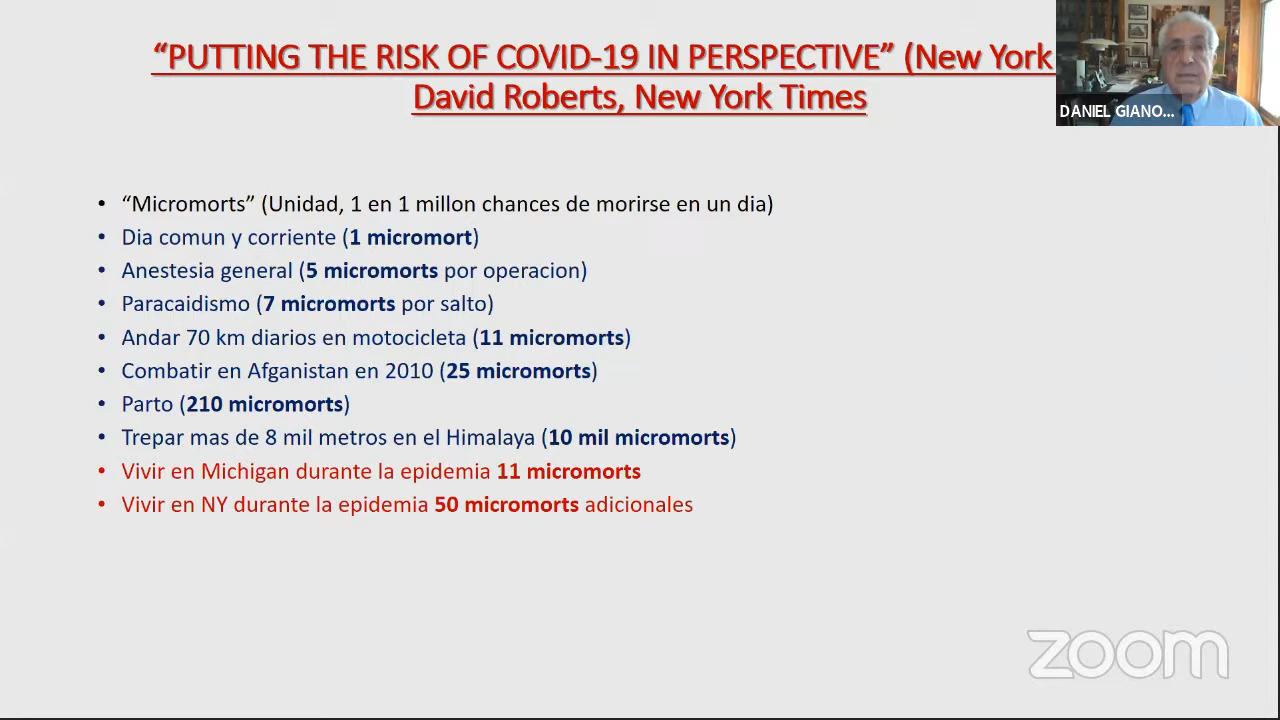 “PUTTING THE RISK OF COVID-19 IN PERSPECTIVE” (New York
David Roberts, New York Times
DANIEL GIANO...
• “Micromorts” (Unidad, 1 en 1 millon chances de morirse en un dia)
• Dia comun y corriente (1 micromort)
• Anestesia general (5 micromorts por operacion)
• Paracaidismo (7 micromorts por salto)
• Andar 70 km diarios en motocicleta (11 micromorts)
• Combatir en Afganistan en 2010 (25 micromorts)
• Parto (210 micromorts)
• Trepar mas de 8 mil metros en el Himalaya (10 mil micromorts)
• Vivir en Michigan durante la epidemia 11 micromorts
• Vivir en NY durante la epidemia 50 micromorts adicionales
zoom